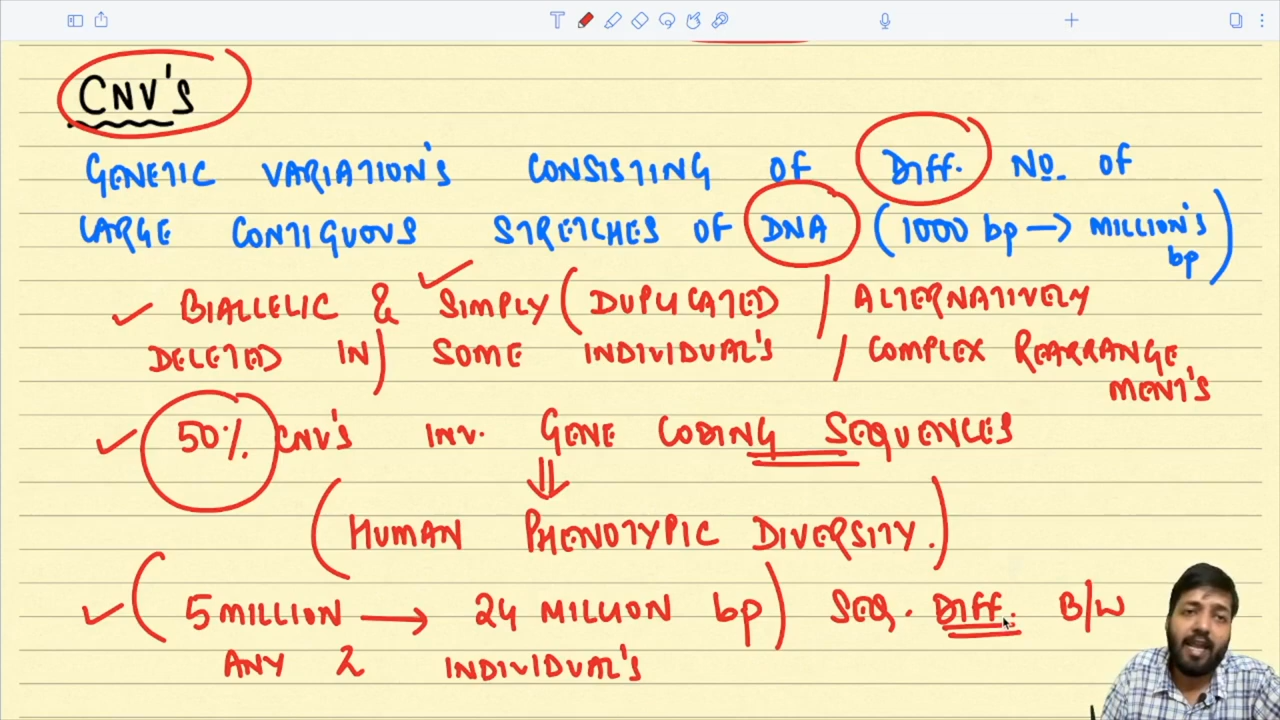 CNV'S
GENETIC VARIATION'S CONSISTING OF DIFF. NO. OF
LARGE CONTIGUOUS STRETCHES OF DNA (1000 bp → MILLION'S
bp)
✓ BIALLELIC & ✓ SIMPLY (DUPLICATED / ALTERNATIVELY
DELETED IN) SOME INDIVIDUAL'S / COMPLEX REARRANGE
MENT'S
✓ 50% CNV'S INV. GENE CODING SEQUENCES
⇓
(HUMAN PHENOTYPIC DIVERSITY.)
✓ (5 MILLION → 24 MILLION bp) SEQ. DIFF. B/W
ANY 2 INDIVIDUAL'S